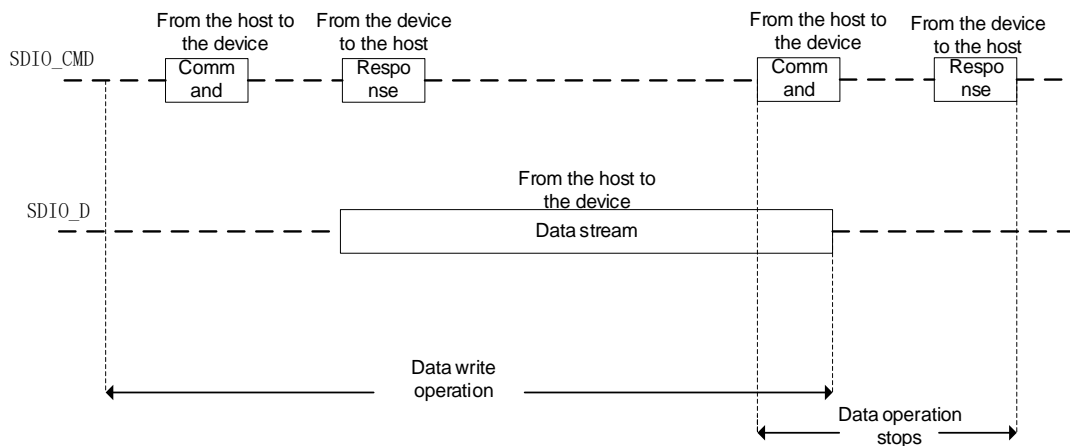 From the host to
the device
From the device
to the host
From the host to
the device
From the device
to the host
SDIO_CMD
Comm
and
Respo
nse
Comm
and
Respo
nse
From the host to
the device
SDIO_D
Data stream
Data write
operation
Data operation
stops